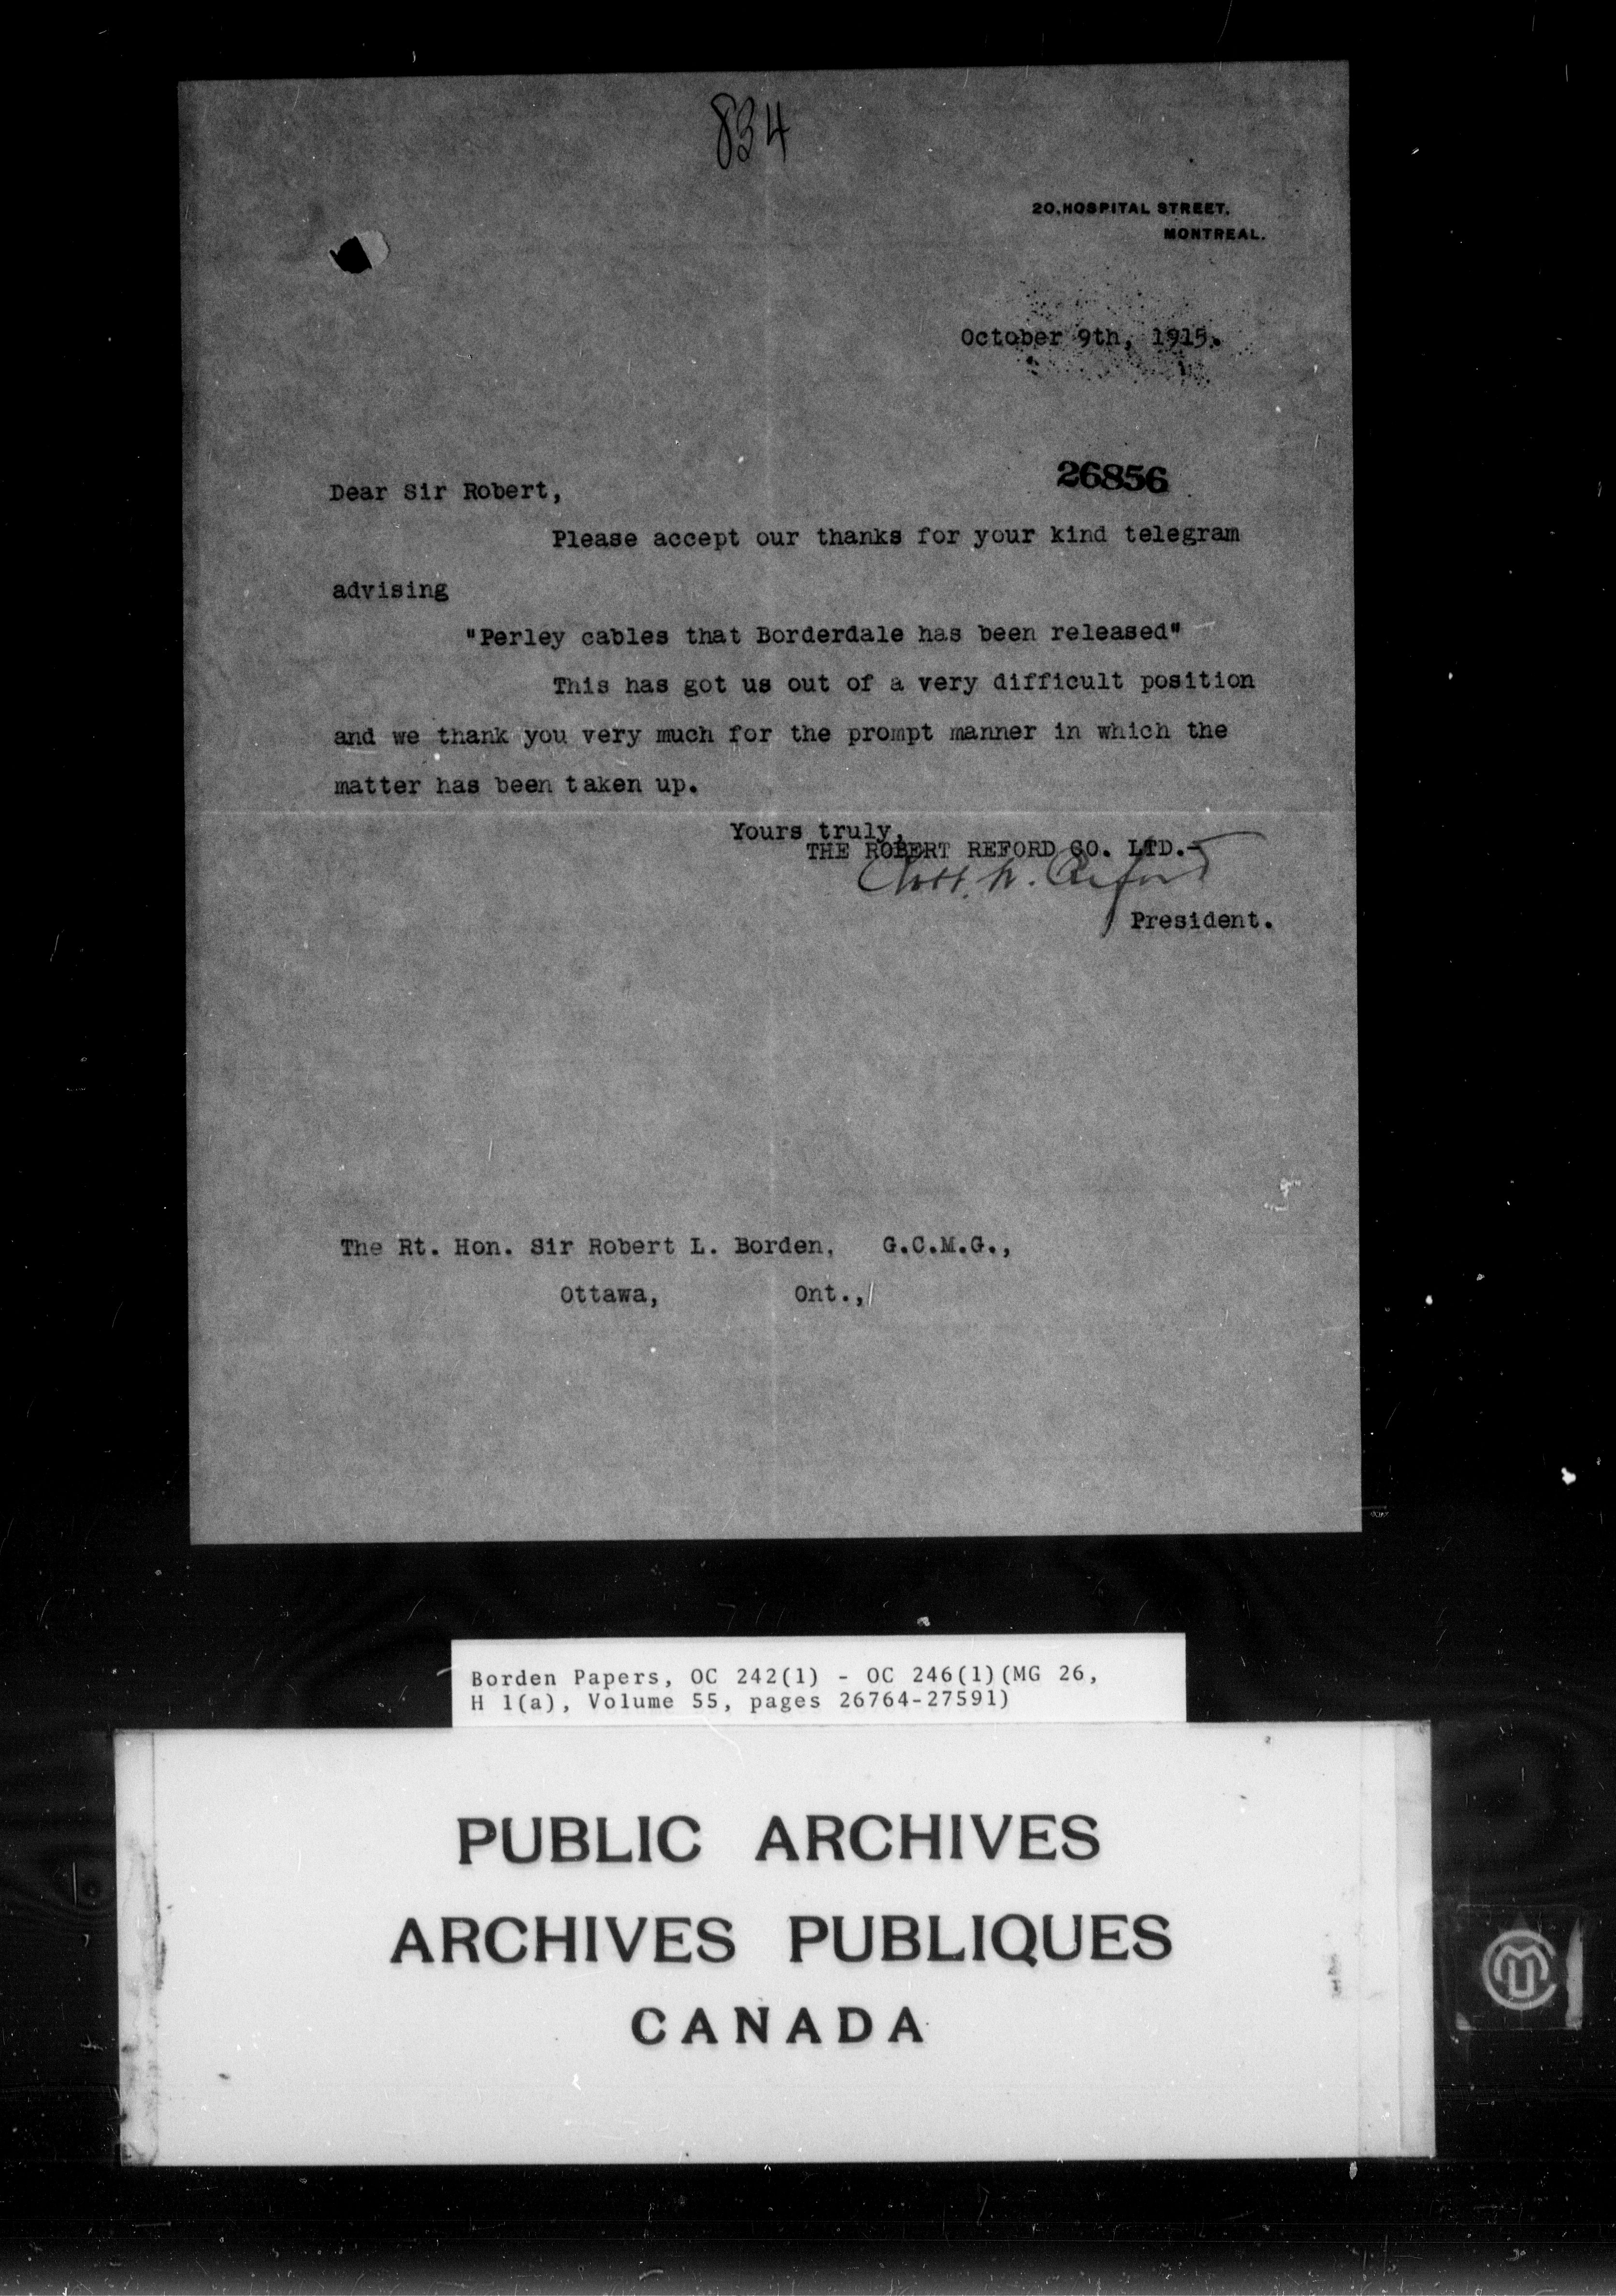 834
20, HOSPITAL STREET.
MONTREAL.
October 9th, 1915.
26856
Dear Sir Robert,
Please accept our thanks for your kind telegram
advising
"Perley cables that Borderdale has been released"
This has got us out of a very difficult position
and we thank you very much for the prompt manner in which the
matter has been taken up.
Yours truly,
THE ROBERT REFORD CO. LTD.-
Reford
President.
The Rt. Hon. Sir Robert L. Borden, G.C.M.G.,
Ottawa, Ont.,
Borden Papers, OC 242(1) - OC 246(1)(MG 26,
H 1(a), Volume 55, pages 26764-27591)
PUBLIC ARCHIVES
ARCHIVES PUBLIQUES
CANADA